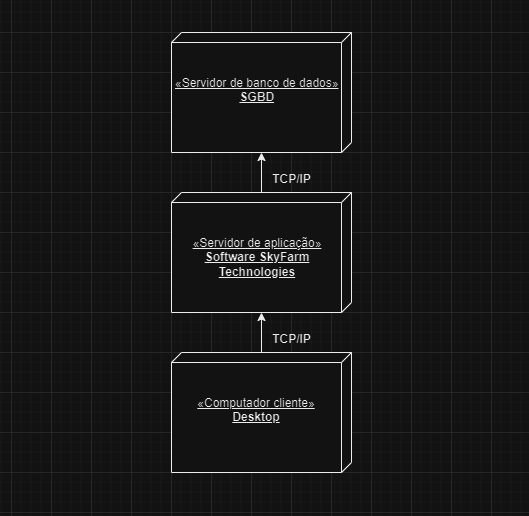 «Servidor de banco de dados»
SGBD
TCP/IP
«Servidor de aplicação»
Software SkyFarm
Technologies
TCP/IP
«Computador cliente»
Desktop